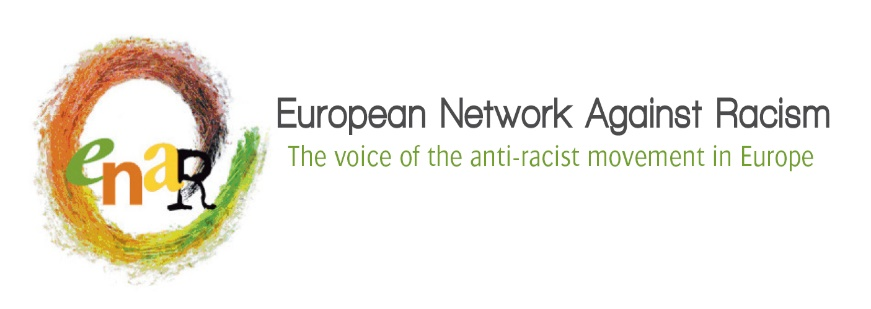 enaR
European Network Against Racism
The voice of the anti-racist movement in Europe